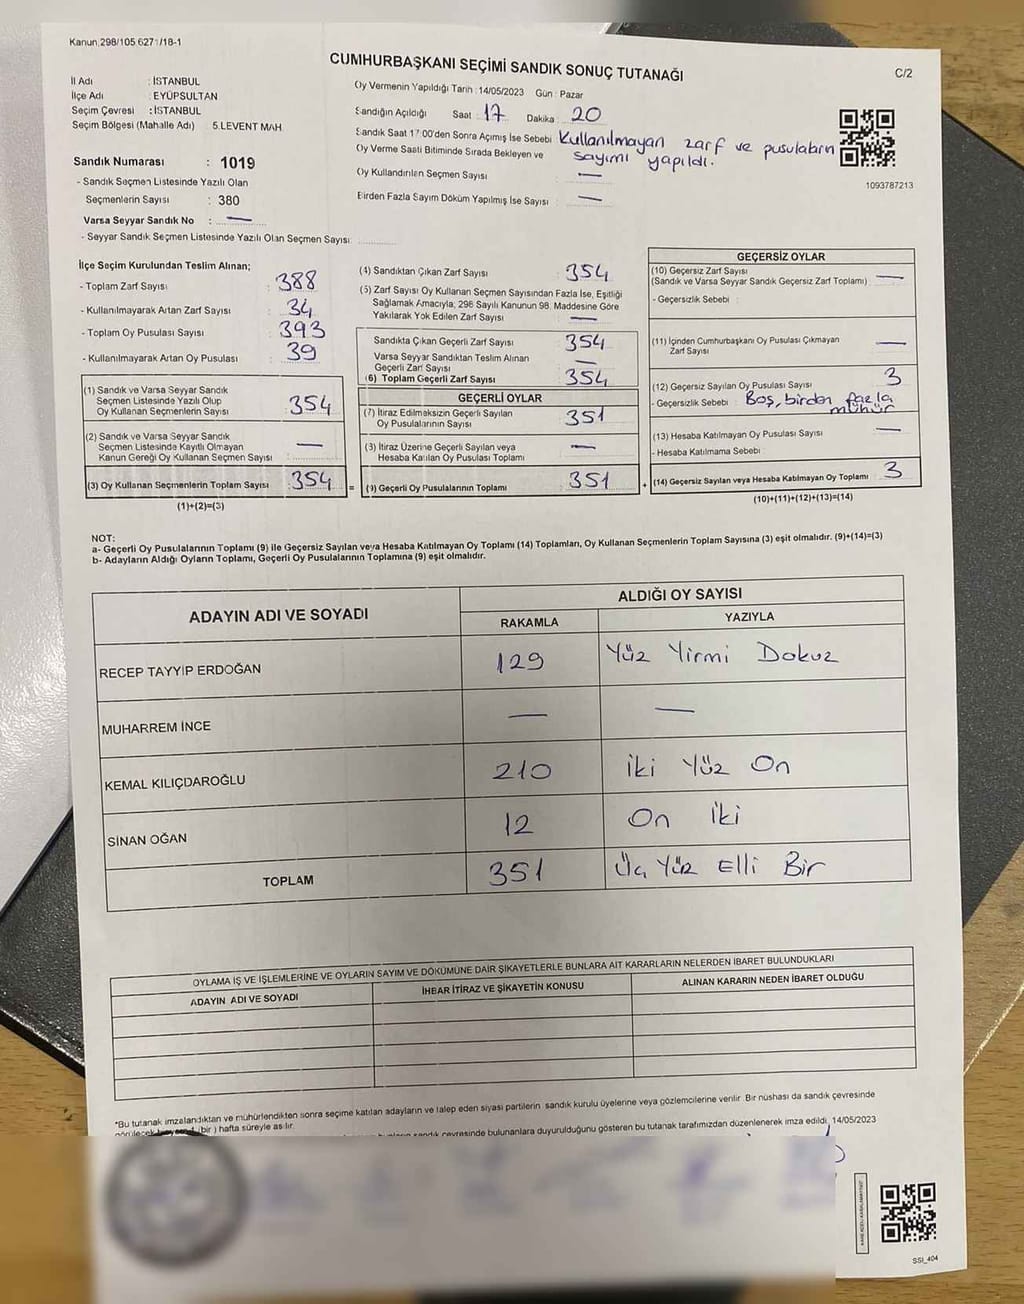 Kanun.298/105 6271/18-1
CUMHURBAŞKANI SEÇİMİ SANDIK SONUÇ TUTANAĞI
C/2
İl Adı : İSTANBUL
İlçe Adı : EYÜPSULTAN
Seçim Çevresi : İSTANBUL
Seçim Bölgesi (Mahalle Adı) 5.LEVENT MAH
Sandık Numarası : 1019
- Sandık Seçmen Listesinde Yazılı Olan
Seçmenlerin Sayısı : 380
Varsa Seyyar Sandık No : —
- Seyyar Sandık Seçmen Listesinde Yazılı Olan Seçmen Sayısı:
Oy Vermenin Yapıldığı Tarih : 14/05/2023 Gün : Pazar
Sandığın Açıldığı Saat 17 Dakika 20
Sandık Saat 17:00'den Sonra Açımış İse Sebebi Kullanılmayan zarf ve pusuların
Oy Verme Saati Bitiminde Sırada Bekleyen ve sayımı yapıldı.
Oy Kullandırılan Seçmen Sayısı —
Birden Fazla Sayım Döküm Yapılmış İse Sayısı —
1093787213
İlçe Seçim Kurulundan Teslim Alınan;
- Toplam Zarf Sayısı : 388
- Kullanılmayarak Artan Zarf Sayısı : 34
- Toplam Oy Pusulası Sayısı : 393
- Kullanılmayarak Artan Oy Pusulası : 39
(1) Sandık ve Varsa Seyyar Sandık
Seçmen Listesinde Yazılı Olup
Oy Kullanan Seçmenlerin Sayısı : 354
(2) Sandık ve Varsa Seyyar Sandık
Seçmen Listesinde Kayıtlı Olmayan
Kanun Gereği Oy Kullanan Seçmen Sayısı : —
(3) Oy Kullanan Seçmenlerin Toplam Sayısı : 354
(1)+(2)=(3)
(4) Sandıktan Çıkan Zarf Sayısı : 354
(5) Zarf Sayısı Oy Kullanan Seçmen Sayısından Fazla İse, Eşitliği
Sağlamak Amacıyla, 298 Sayılı Kanunun 98. Maddesine Göre
Yakılarak Yok Edilen Zarf Sayısı : —
Sandıkta Çıkan Geçerli Zarf Sayısı : 354
Varsa Seyyar Sandıktan Teslim Alınan
Geçerli Zarf Sayısı : —
(6) Toplam Geçerli Zarf Sayısı : 354
GEÇERLİ OYLAR
(7) İtiraz Edilmeksizin Geçerli Sayılan
Oy Pusulalarının Sayısı : 351
(3) İtiraz Üzerine Geçerli Sayılan veya
Hesaba Katılan Oy Pusulası Toplamı : —
= (9) Geçerli Oy Pusulalarının Toplamı : 351
GEÇERSİZ OYLAR
(10) Geçersiz Zarf Sayısı
(Sandık ve Varsa Seyyar Sandık Geçersiz Zarf Toplamı) : —
- Geçersizlik Sebebi :
(11) İçinden Cumhurbaşkanı Oy Pusulası Çıkmayan
Zarf Sayısı : —
(12) Geçersiz Sayılan Oy Pusulası Sayısı : 3
- Geçersizlik Sebebi : Boş, birden fazla
mühür
(13) Hesaba Katılmayan Oy Pusulası Sayısı : —
- Hesaba Katılmama Sebebi :
+ (14) Geçersiz Sayılan veya Hesaba Katılmayan Oy Toplamı : 3
(10)+(11)+(12)+(13)=(14)
NOT:
a- Geçerli Oy Pusulalarının Toplamı (9) ile Geçersiz Sayılan veya Hesaba Katılmayan Oy Toplamı (14) Toplamları, Oy Kullanan Seçmenlerin Toplam Sayısına (3) eşit olmalıdır. (9)+(14)=(3)
b- Adayların Aldığı Oyların Toplamı, Geçerli Oy Pusulalarının Toplamına (9) eşit olmalıdır.
ADAYIN ADI VE SOYADI
ALDIĞI OY SAYISI
RAKAMLA YAZIYLA
RECEP TAYYİP ERDOĞAN 129 Yüz Yirmi Dokuz
MUHARREM İNCE — —
KEMAL KILIÇDAROĞLU 210 İki Yüz On
SİNAN OĞAN 12 On İki
TOPLAM 351 Üç Yüz Elli Bir
OYLAMA İŞ VE İŞLEMLERİNE VE OYLARIN SAYIM VE DÖKÜMÜNE DAİR ŞİKAYETLERLE BUNLARA AİT KARARLARIN NELERDEN İBARET BULUNDUKLARI
ADAYIN ADI VE SOYADI İHBAR İTİRAZ VE ŞİKAYETİN KONUSU ALINAN KARARIN NEDEN İBARET OLDUĞU
*Bu tutanak imzalandıktan ve mühürlendikten sonra seçime katılan adayların ve talep eden siyasi partilerin sandık kurulu üyelerine veya gözlemcilerine verilir. Bir nüshası da sandık çevresinde
(bir ) hafta süreyle asılır.
sandık çevresinde bulunanlara duyurulduğunu gösteren bu tutanak tarafımızdan düzenlenerek imza edildi. 14/05/2023
SSI_404